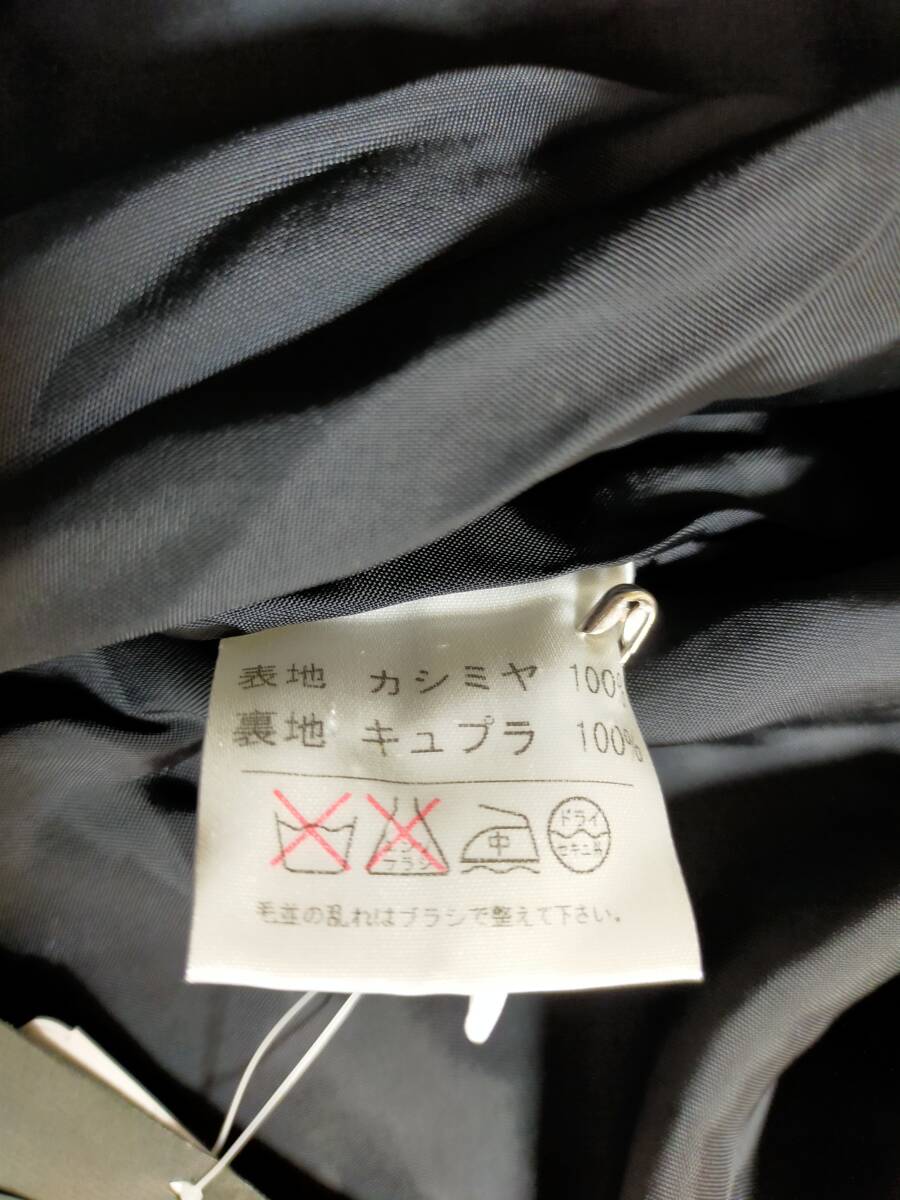 表地 カシミヤ 100%
裏地 キュプラ 100%
中 ドライ
セキユ系
毛並の乱れはブラシで整えて下さい。